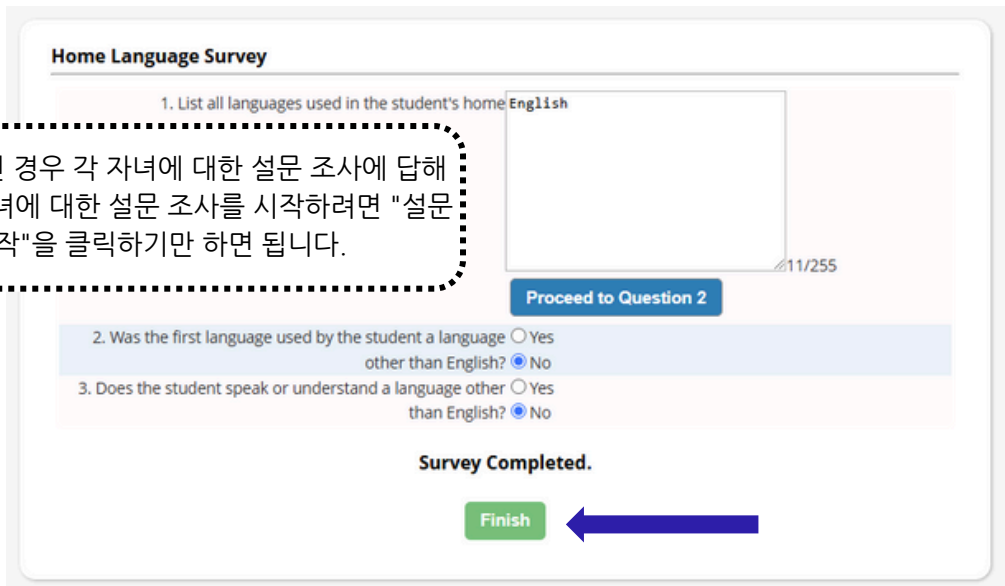 Home Language Survey
1. List all languages used in the student's home
English
경우 각 자녀에 대한 설문 조사에 답해
대한 설문 조사를 시작하려면 "설문
클릭하기만 하면 됩니다.
11/255
Proceed to Question 2
2. Was the first language used by the student a language
other than English?
Yes
No
3. Does the student speak or understand a language other
than English?
Yes
No
Survey Completed.
Finish